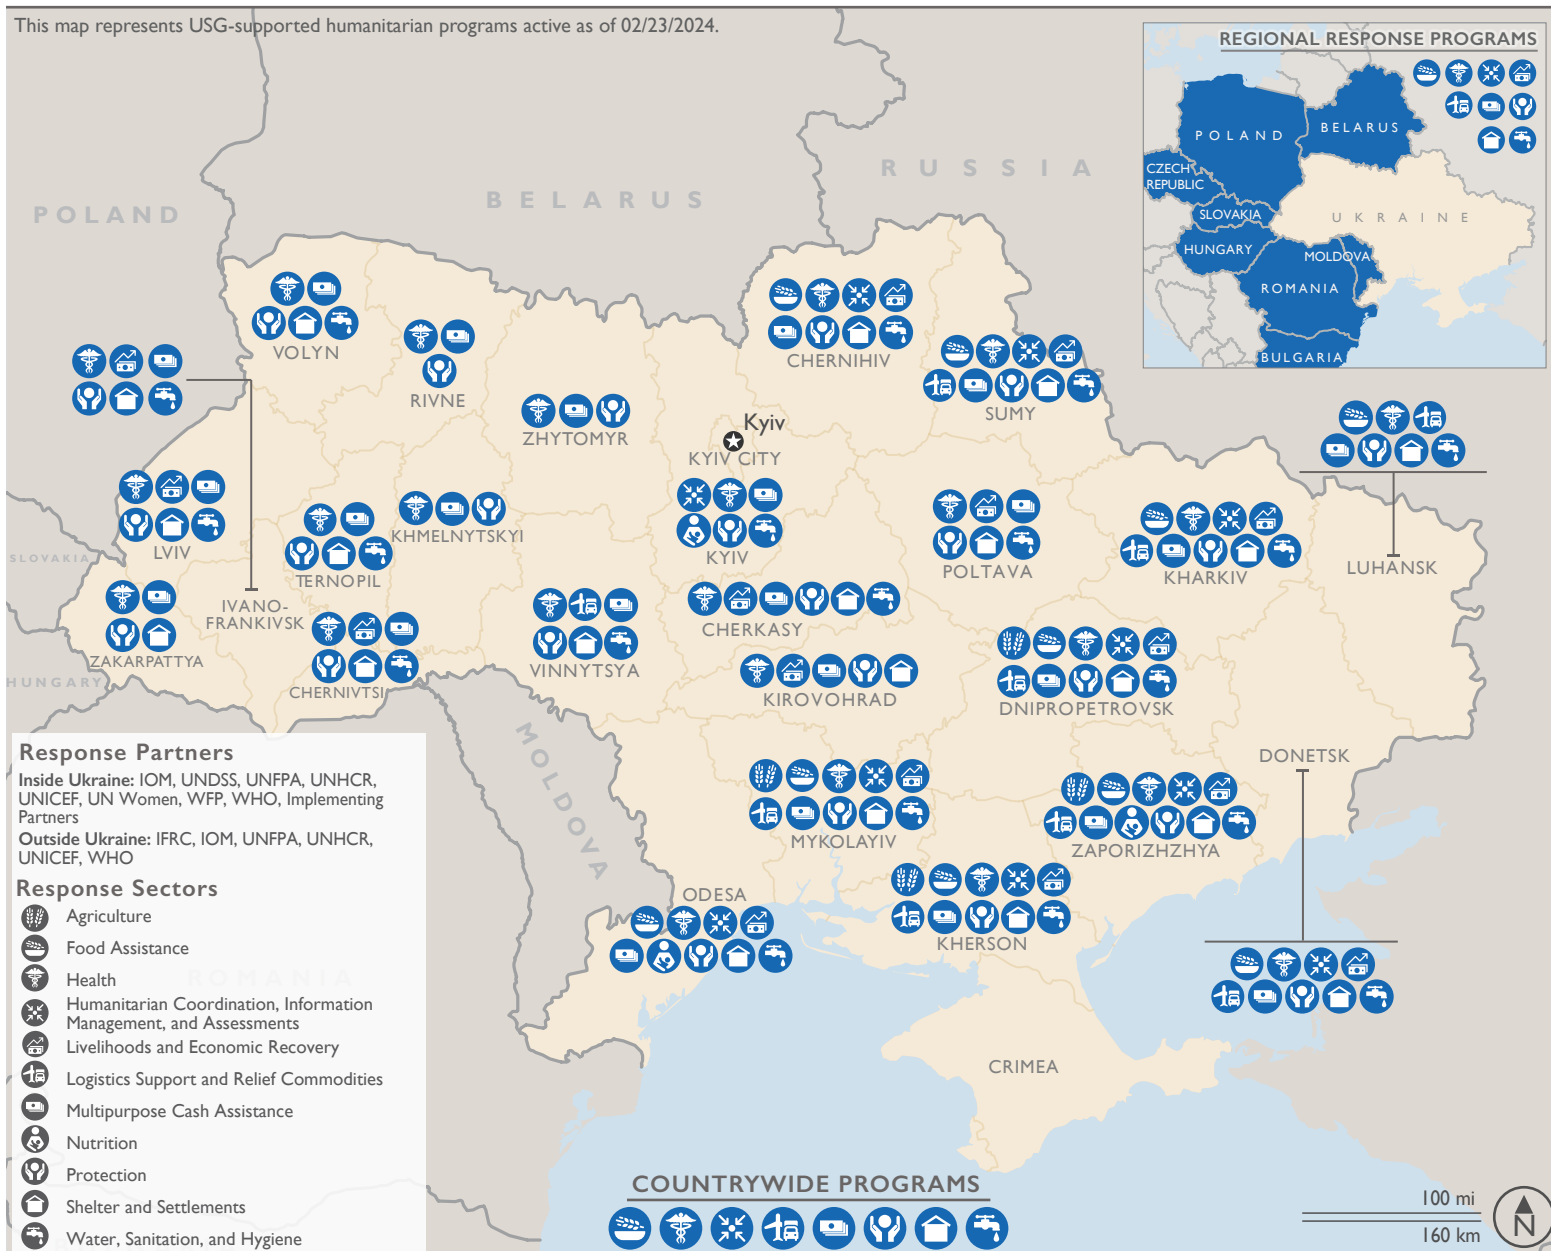 This map represents USG-supported humanitarian programs active as of 02/23/2024.
REGIONAL RESPONSE PROGRAMS
POLAND
BELARUS
CZECH
REPUBLIC
SLOVAKIA
UKRAINE
HUNGARY
MOLDOVA
ROMANIA
BULGARIA
RUSSIA
BELARUS
POLAND
VOLYN
RIVNE
CHERNIHIV
SUMY
ZHYTOMYR
Kyiv
KYIV CITY
LVIV
KHMELNYTSKYI
TERNOPIL
KYIV
POLTAVA
KHARKIV
LUHANSK
SLOVAKIA
IVANO-
FRANKIVSK
CHERKASY
ZAKARPATTYA
HUNGARY
CHERNIVTSI
VINNYTSYA
KIROVOHRAD
DNIPROPETROVSK
MOLDOVA
DONETSK
MYKOLAYIV
ZAPORIZHZHYA
ODESA
KHERSON
CRIMEA
Response Partners
Inside Ukraine: IOM, UNDSS, UNFPA, UNHCR,
UNICEF, UN Women, WFP, WHO, Implementing
Partners
Outside Ukraine: IFRC, IOM, UNFPA, UNHCR,
UNICEF, WHO
Response Sectors
Agriculture
Food Assistance
ROMANIA
Health
Humanitarian Coordination, Information
Management, and Assessments
Livelihoods and Economic Recovery
Logistics Support and Relief Commodities
Multipurpose Cash Assistance
Nutrition
Protection
Shelter and Settlements
Water, Sanitation, and Hygiene
COUNTRYWIDE PROGRAMS
100 mi
160 km
N